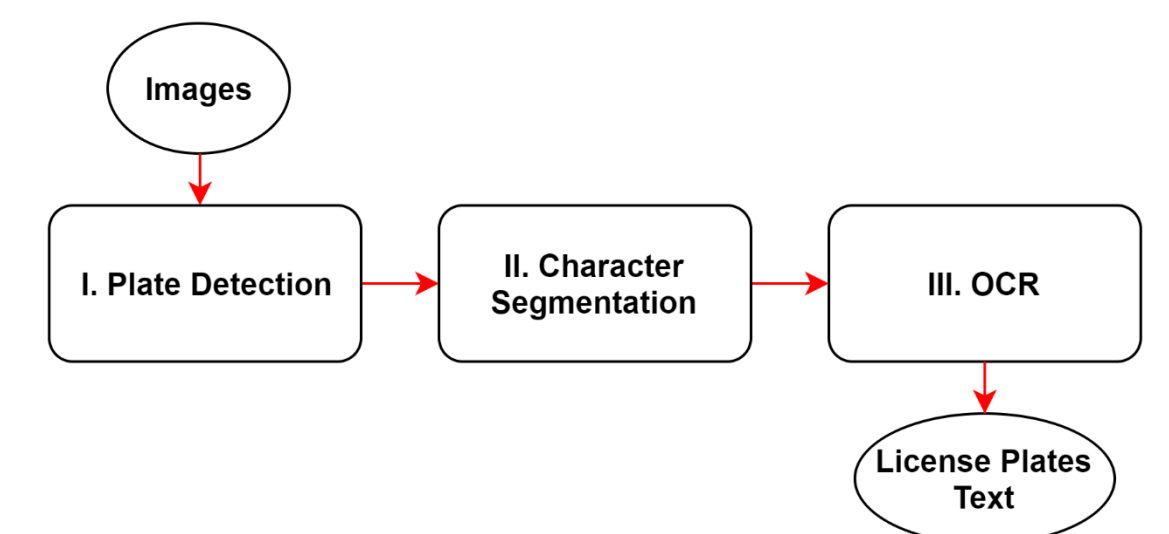 Images
I. Plate Detection
II. Character
Segmentation
III. OCR
License Plates
Text